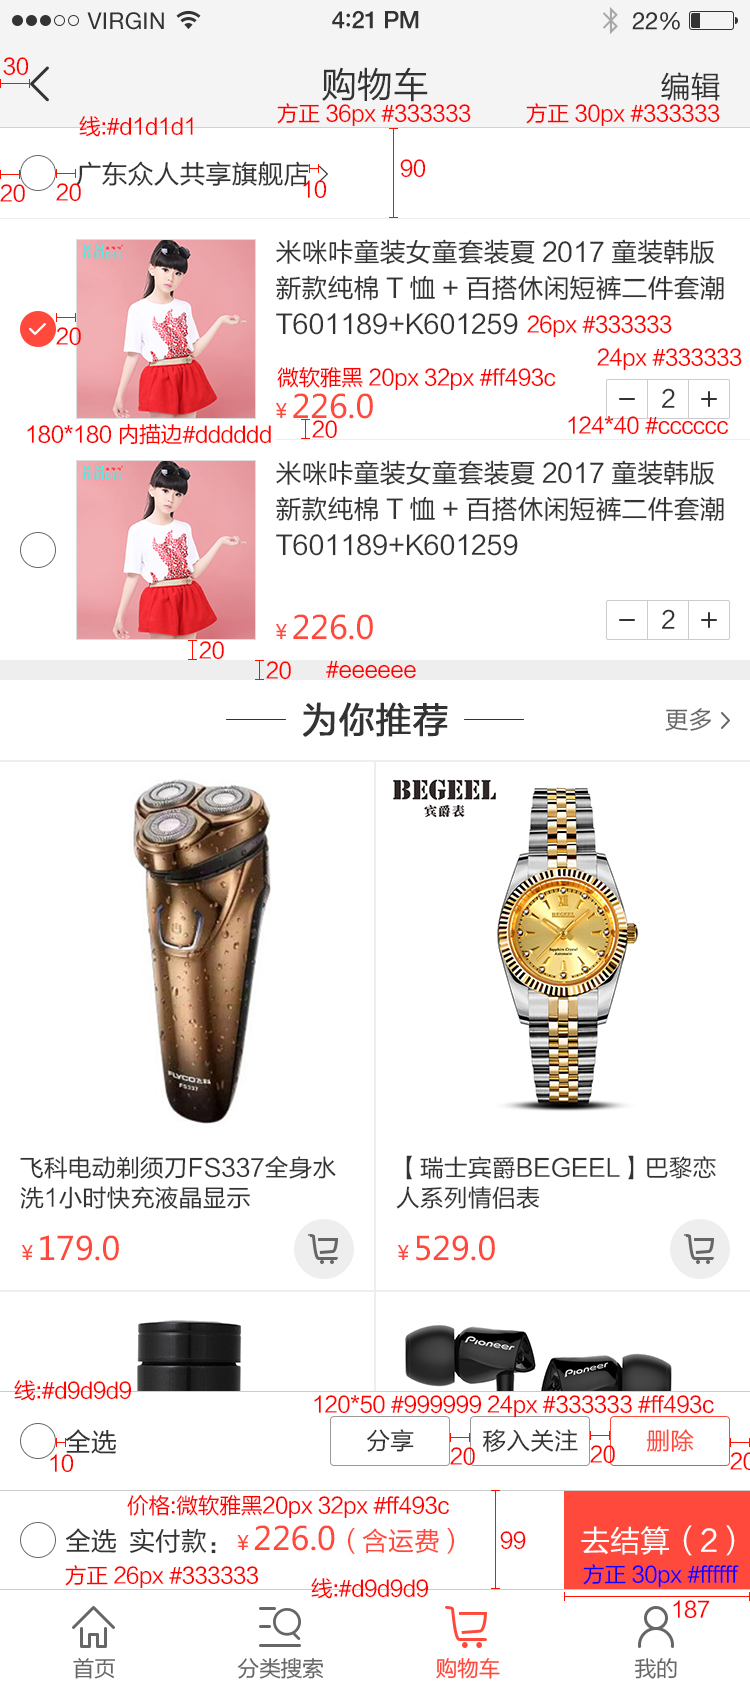 VIRGIN 4:21 PM 22%
30
购物车 编辑
方正 36px #333333 方正 30px #333333
线:#d1d1d1
广东众人共享旗舰店
90
20 20 10
米咪咔童装女童套装夏 2017 童装韩版
新款纯棉 T 恤 + 百搭休闲短裤二件套潮
T601189+K601259 26px #333333
20
24px #333333
微软雅黑 20px 32px #ff493c
¥226.0 − 2 +
180*180 内描边#dddddd 20 124*40 #cccccc
米咪咔童装女童套装夏 2017 童装韩版
新款纯棉 T 恤 + 百搭休闲短裤二件套潮
T601189+K601259
¥226.0 − 2 +
20
20 #eeeeee
为你推荐 更多
BEGEEL
宾爵表
BEGEEL
FLYCO飞科
FS337
飞科电动剃须刀FS337全身水
洗1小时快充液晶显示
¥179.0
【 瑞士宾爵BEGEEL 】巴黎恋
人系列情侣表
¥529.0
Pioneer
Pioneer
线:#d9d9d9
120*50 #999999 24px #333333 #ff493c
全选 分享 移入关注 删除
10 20 20 20
价格:微软雅黑20px 32px #ff493c
全选 实付款：¥226.0（含运费） 99 去结算（2）
方正 26px #333333 方正 30px #ffffff
线:#d9d9d9
187
首页 分类搜索 购物车 我的